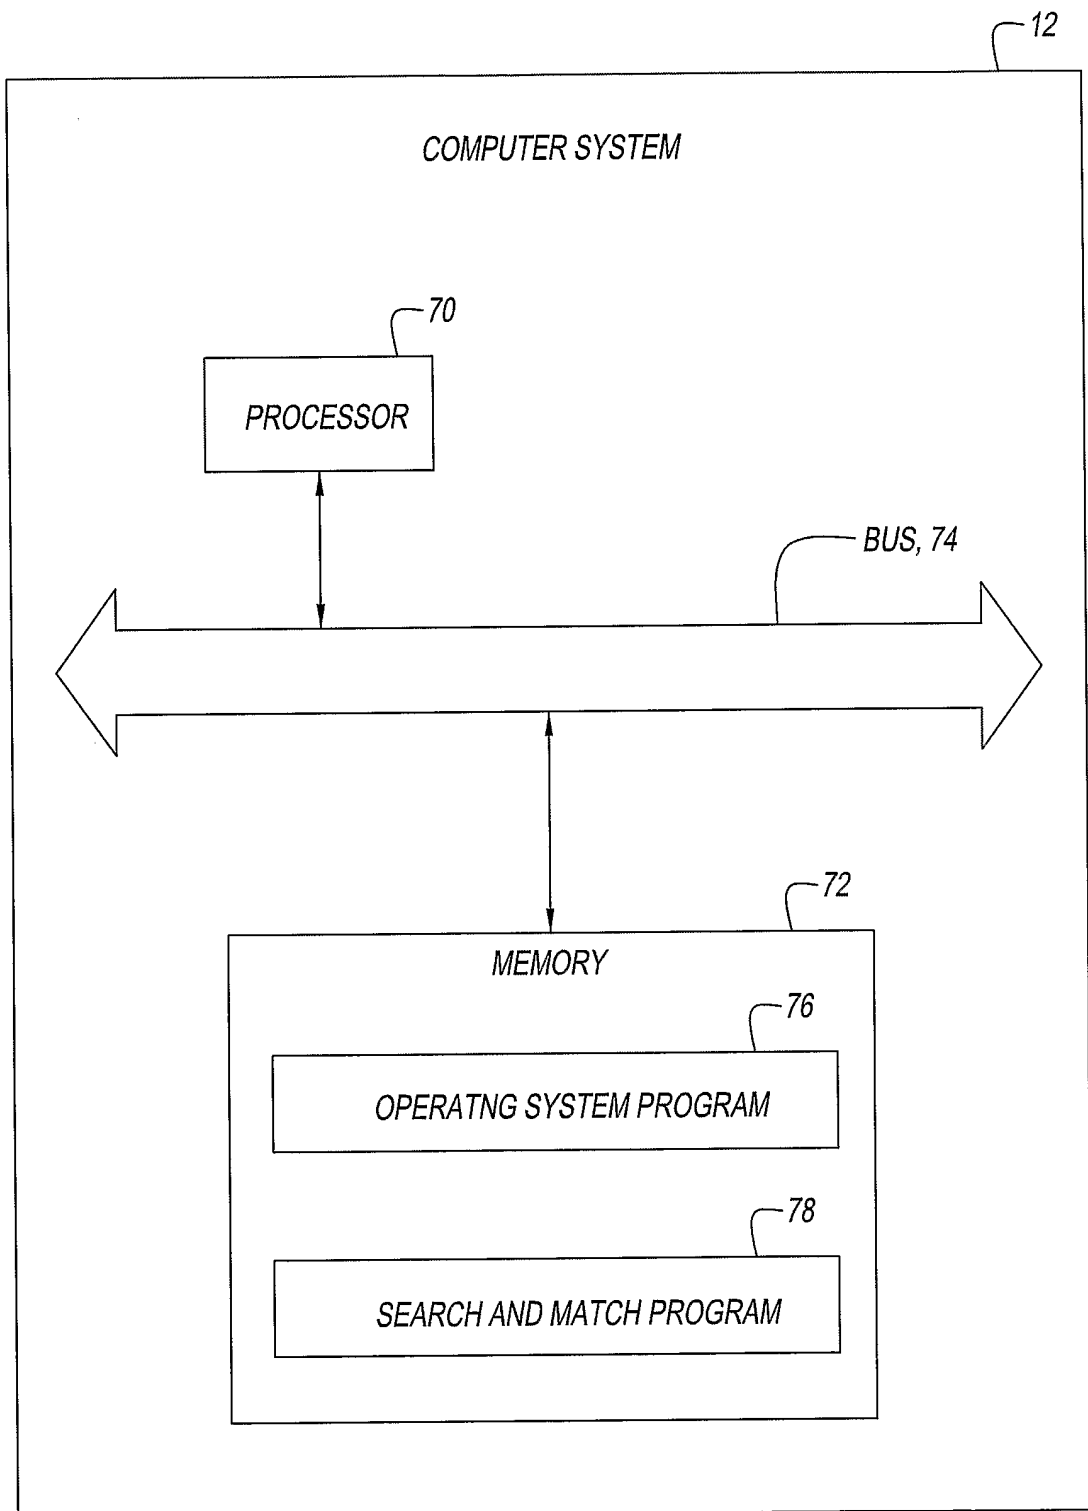 12
COMPUTER SYSTEM
70
PROCESSOR
BUS, 74
72
MEMORY
76
OPERATNG SYSTEM PROGRAM
78
SEARCH AND MATCH PROGRAM